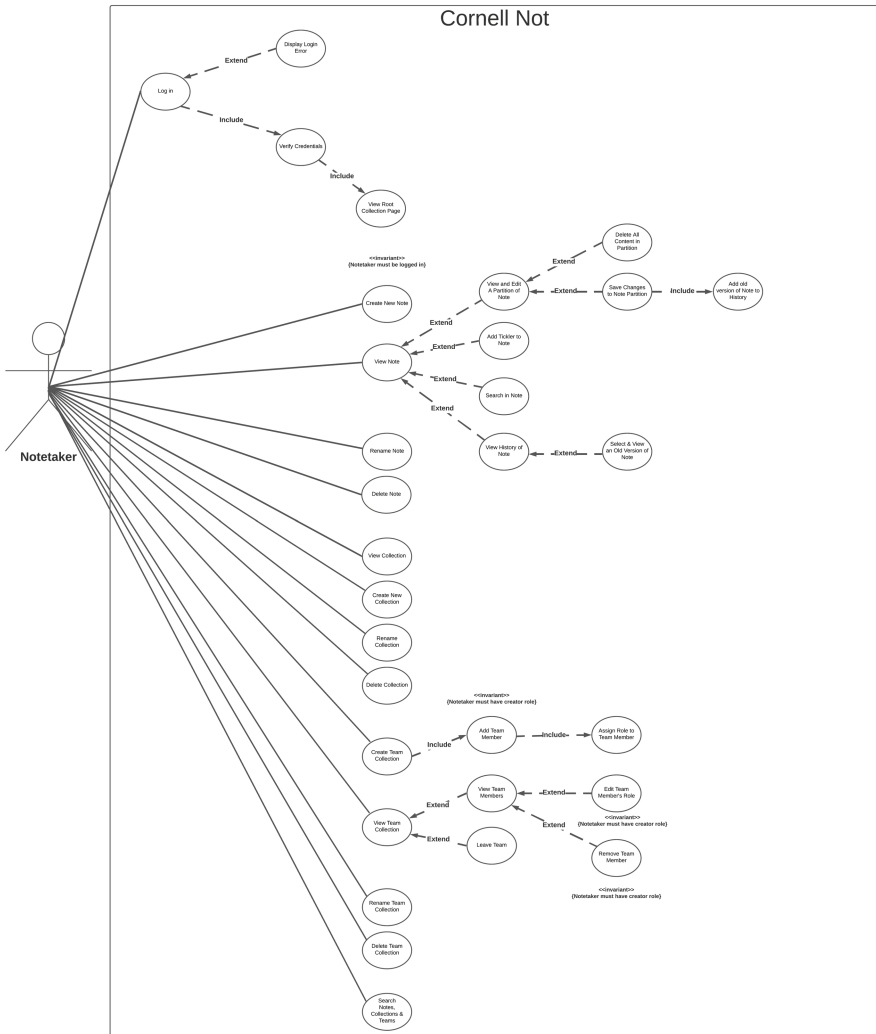 Cornell Not
Display Login
Error
Extend
Log in
Include
Verify Credentials
Include
View Root
Collection Page
<<invariant>>
{Notetaker must be logged in}
Delete All
Content in
Partition
Extend
View and Edit
A Partition of
Note
Extend
Save Changes
to Note Partition
Include
Add old
version of Note to
History
Create New Note
Extend
Add Tickler to
Note
Extend
View Note
Extend
Search in Note
Extend
View History of
Note
Extend
Select & View
an Old Version of
Note
Notetaker
Rename Note
Delete Note
View Collection
Create New
Collection
Rename
Collection
Delete Collection
<<invariant>>
{Notetaker must have creator role}
Create Team
Collection
Include
Add Team
Member
Include
Assign Role to
Team Member
View Team
Members
Extend
Edit Team
Member's Role
<<invariant>>
{Notetaker must have creator role}
Extend
View Team
Collection
Extend
Extend
Leave Team
Remove Team
Member
<<invariant>>
{Notetaker must have creator role}
Rename Team
Collection
Delete Team
Collection
Search
Notes,
Collections &
Teams